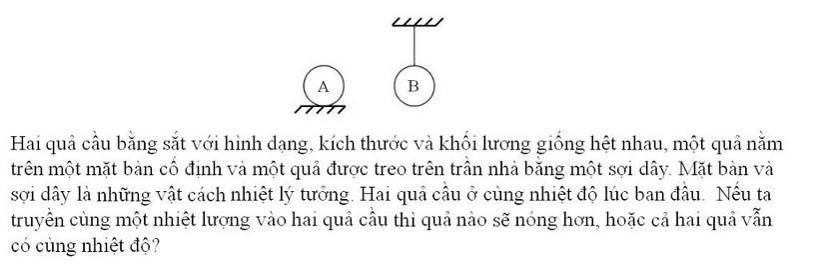 A
B
Hai quả cầu bằng sắt với hình dạng, kích thước và khối lương giống hệt nhau, một quả nằm
trên một mặt bàn cố định và một quả được treo trên trần nhà bằng một sợi dây. Mặt bàn và
sợi dây là những vật cách nhiệt lý tưởng. Hai quả cầu ở cùng nhiệt độ lúc ban đầu. Nếu ta
truyền cùng một nhiệt lượng vào hai quả cầu thì quả nào sẽ nóng hơn, hoặc cả hai quả vẫn
có cùng nhiệt độ?